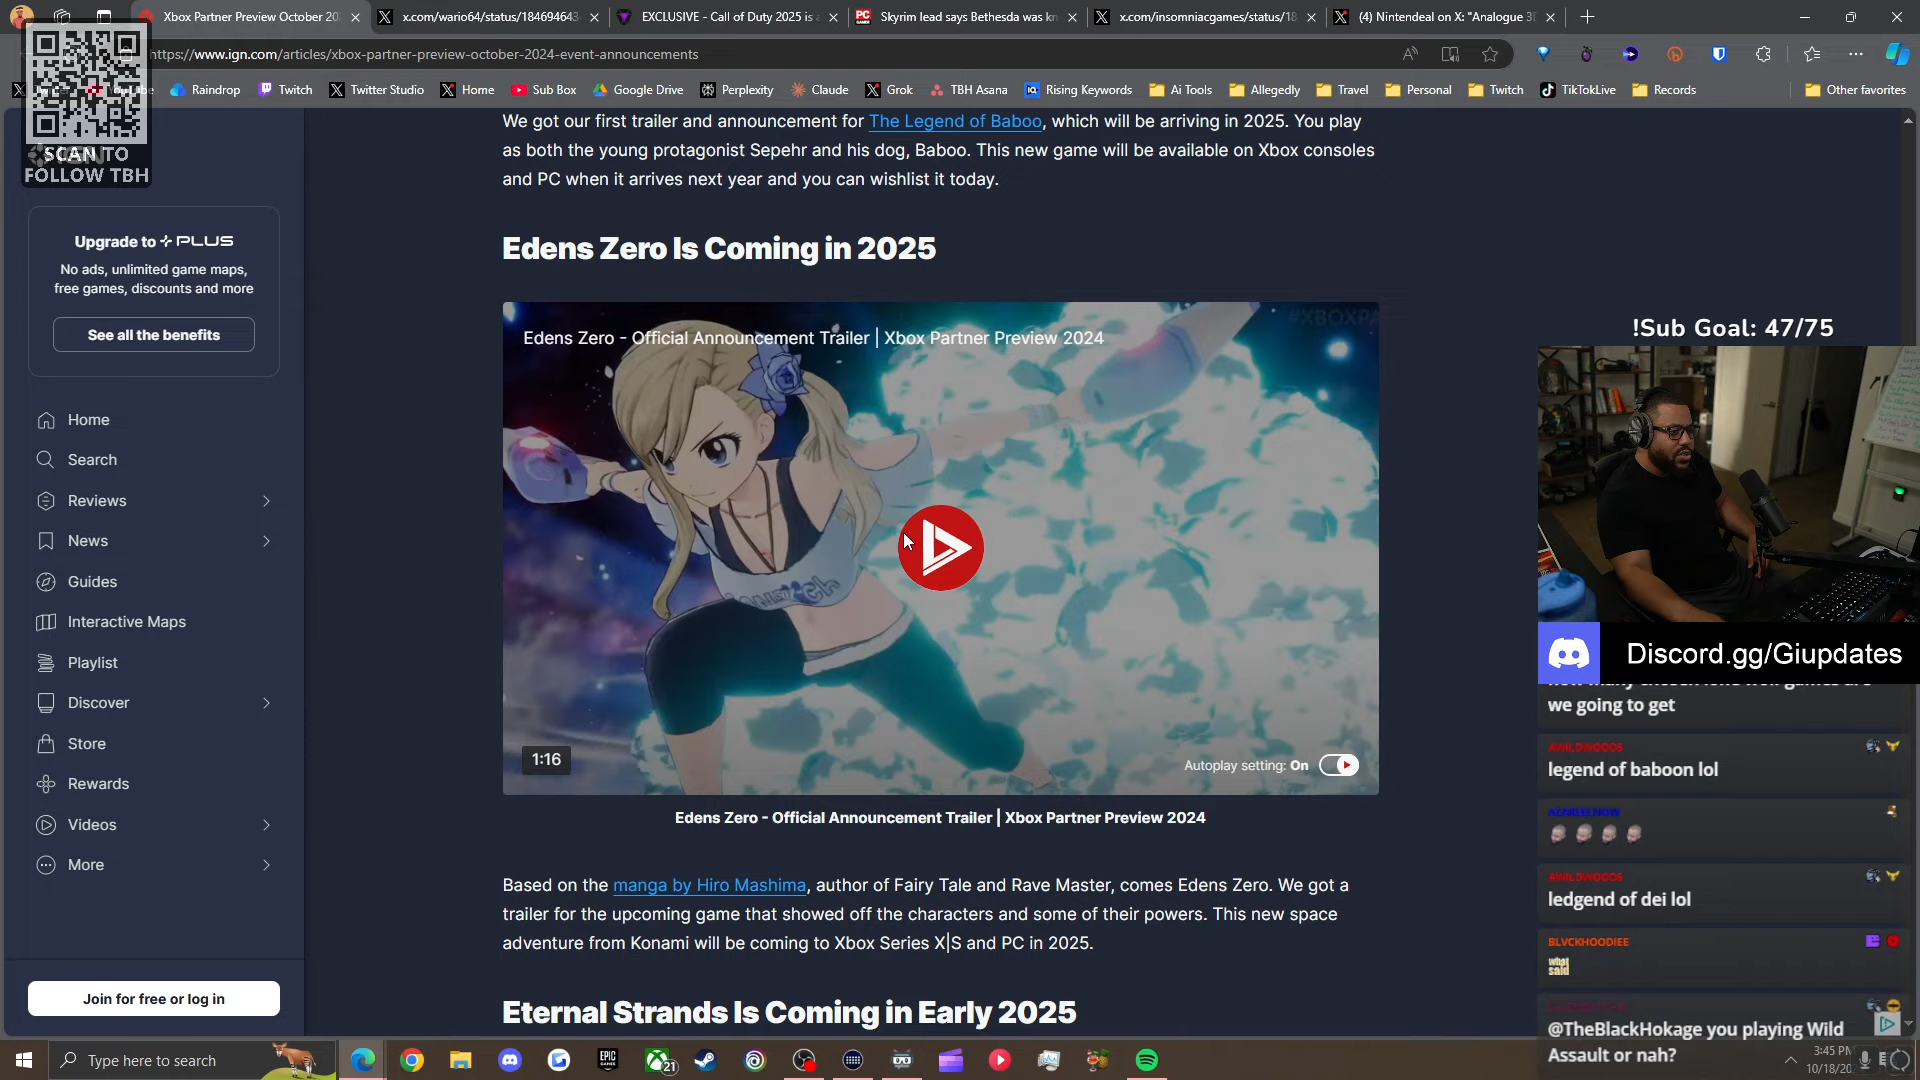 Xbox Partner Preview October 20
x.com/wario64/status/18469464
EXCLUSIVE - Call of Duty 2025 is a
PC GAMER
Skyrim lead says Bethesda was k
x.com/insomniacgames/status/18
(4) Nintendeal on X: "Analogue 3
https://www.ign.com/articles/xbox-partner-preview-october-2024-event-announcements
Raindrop
Twitch
Twitter Studio
Home
Sub Box
Google Drive
Perplexity
Claude
Grok
TBH Asana
Rising Keywords
Ai Tools
Allegedly
Travel
Personal
Twitch
TikTokLive
Records
Other favorites
SCAN TO
FOLLOW TBH
Upgrade to PLUS
No ads, unlimited game maps,
free games, discounts and more
See all the benefits
Home
Search
Reviews
News
Guides
Interactive Maps
Playlist
Discover
Store
Rewards
Videos
More
Join for free or log in
We got our first trailer and announcement for The Legend of Baboo, which will be arriving in 2025. You play
as both the young protagonist Sepehr and his dog, Baboo. This new game will be available on Xbox consoles
and PC when it arrives next year and you can wishlist it today.
Edens Zero Is Coming in 2025
#XBOXPA
Edens Zero - Official Announcement Trailer | Xbox Partner Preview 2024
1:16
Autoplay setting: On
Edens Zero - Official Announcement Trailer | Xbox Partner Preview 2024
Based on the manga by Hiro Mashima, author of Fairy Tale and Rave Master, comes Edens Zero. We got a
trailer for the upcoming game that showed off the characters and some of their powers. This new space
adventure from Konami will be coming to Xbox Series X|S and PC in 2025.
Eternal Strands Is Coming in Early 2025
!Sub Goal: 47/75
Discord.gg/Giupdates
we going to get
AWILDWOODS
legend of baboon lol
AWILDWOODS
ledgend of dei lol
BLVCKHOODIEE
what
said
@TheBlackHokage you playing Wild
Assault or nah?
Type here to search
EPIC
GAMES
21
3:45 PM
10/18/20